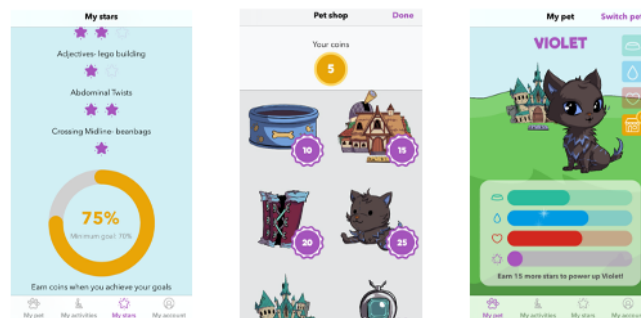 My stars
Adjectives- lego building
Abdominal Twists
Crossing Midline- beanbags
75%
Minimum goal: 70%
Earn coins when you achieve your goals
My pet
My activities
My stars
My account
Pet shop
Done
Your coins
5
10
15
20
25
My pet
Switch pet
VIOLET
Earn 15 more stars to power up Violet!
My pet
My activities
My stars
My account